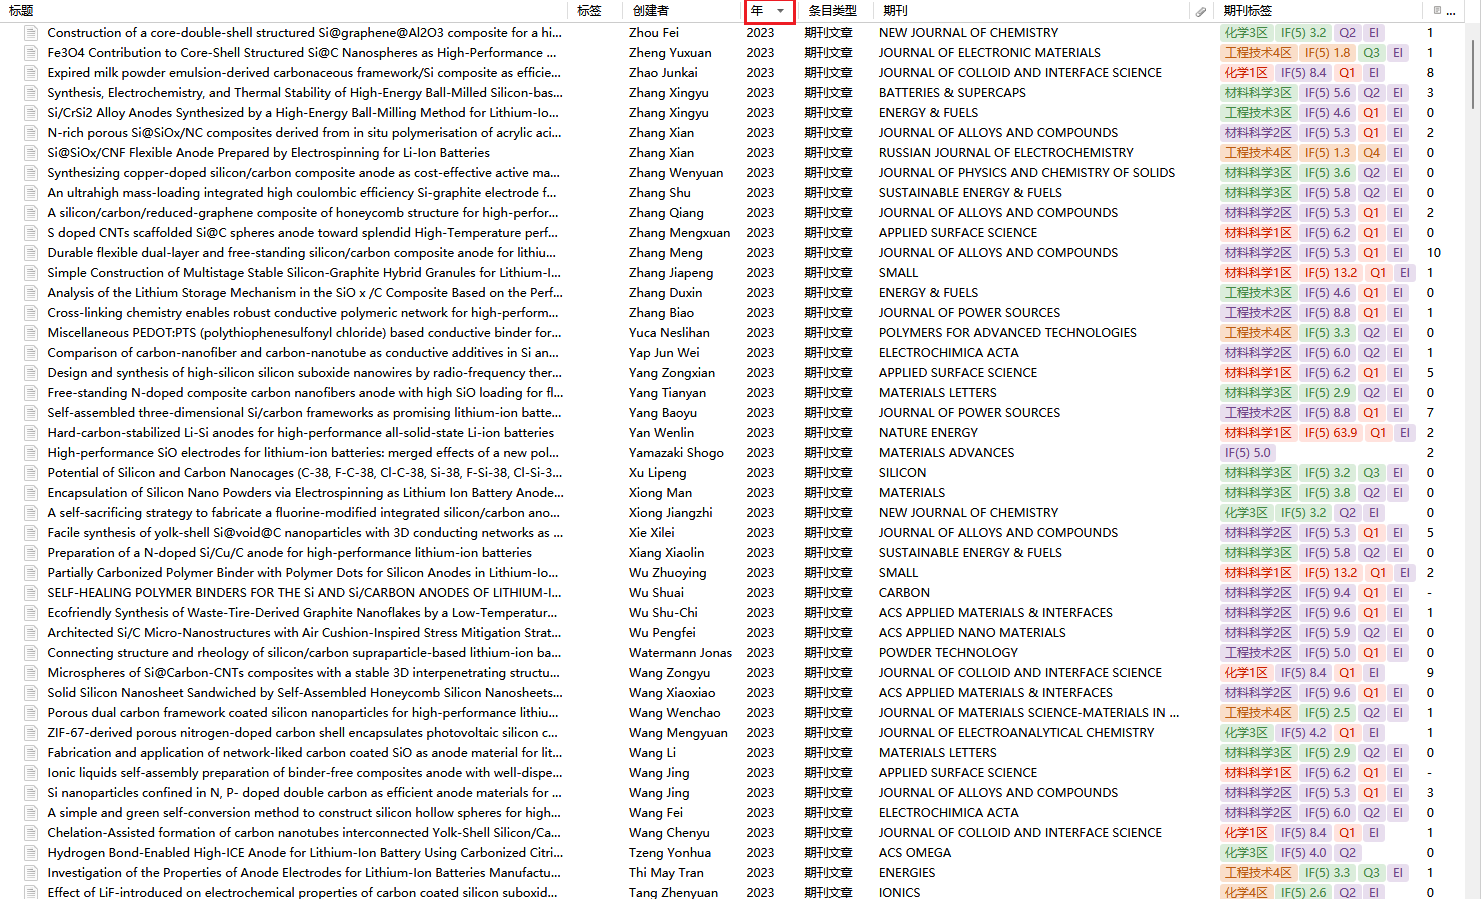 标题 标签 创建者 年 条目类型 期刊 期刊标签 ...
Construction of a core-double-shell structured Si@graphene@Al2O3 composite for a hi... Zhou Fei 2023 期刊文章 NEW JOURNAL OF CHEMISTRY 化学3区 IF(5) 3.2 Q2 EI 1
Fe3O4 Contribution to Core-Shell Structured Si@C Nanospheres as High-Performance ... Zheng Yuxuan 2023 期刊文章 JOURNAL OF ELECTRONIC MATERIALS 工程技术4区 IF(5) 1.8 Q3 EI 1
Expired milk powder emulsion-derived carbonaceous framework/Si composite as efficie... Zhao Junkai 2023 期刊文章 JOURNAL OF COLLOID AND INTERFACE SCIENCE 化学1区 IF(5) 8.4 Q1 EI 8
Synthesis, Electrochemistry, and Thermal Stability of High-Energy Ball-Milled Silicon-bas... Zhang Xingyu 2023 期刊文章 BATTERIES & SUPERCAPS 材料科学3区 IF(5) 5.6 Q2 EI 3
Si/CrSi2 Alloy Anodes Synthesized by a High-Energy Ball-Milling Method for Lithium-Io... Zhang Xingyu 2023 期刊文章 ENERGY & FUELS 工程技术3区 IF(5) 4.6 Q1 EI 0
N-rich porous Si@SiOx/NC composites derived from in situ polymerisation of acrylic aci... Zhang Xian 2023 期刊文章 JOURNAL OF ALLOYS AND COMPOUNDS 材料科学2区 IF(5) 5.3 Q1 EI 2
Si@SiOx/CNF Flexible Anode Prepared by Electrospinning for Li-Ion Batteries Zhang Xian 2023 期刊文章 RUSSIAN JOURNAL OF ELECTROCHEMISTRY 工程技术4区 IF(5) 1.3 Q4 EI 0
Synthesizing copper-doped silicon/carbon composite anode as cost-effective active ma... Zhang Wenyuan 2023 期刊文章 JOURNAL OF PHYSICS AND CHEMISTRY OF SOLIDS 材料科学3区 IF(5) 3.6 Q2 EI 0
An ultrahigh mass-loading integrated high coulombic efficiency Si-graphite electrode f... Zhang Shu 2023 期刊文章 SUSTAINABLE ENERGY & FUELS 材料科学3区 IF(5) 5.8 Q2 EI 0
A silicon/carbon/reduced-graphene composite of honeycomb structure for high-perfor... Zhang Qiang 2023 期刊文章 JOURNAL OF ALLOYS AND COMPOUNDS 材料科学2区 IF(5) 5.3 Q1 EI 2
S doped CNTs scaffolded Si@C spheres anode toward splendid High-Temperature perf... Zhang Mengxuan 2023 期刊文章 APPLIED SURFACE SCIENCE 材料科学1区 IF(5) 6.2 Q1 EI 0
Durable flexible dual-layer and free-standing silicon/carbon composite anode for lithiu... Zhang Meng 2023 期刊文章 JOURNAL OF ALLOYS AND COMPOUNDS 材料科学2区 IF(5) 5.3 Q1 EI 10
Simple Construction of Multistage Stable Silicon-Graphite Hybrid Granules for Lithium-I... Zhang Jiapeng 2023 期刊文章 SMALL 材料科学1区 IF(5) 13.2 Q1 EI 1
Analysis of the Lithium Storage Mechanism in the SiO x /C Composite Based on the Perf... Zhang Duxin 2023 期刊文章 ENERGY & FUELS 工程技术3区 IF(5) 4.6 Q1 EI 0
Cross-linking chemistry enables robust conductive polymeric network for high-perform... Zhang Biao 2023 期刊文章 JOURNAL OF POWER SOURCES 工程技术2区 IF(5) 8.8 Q1 EI 1
Miscellaneous PEDOT:PTS (polythiophenesulfonyl chloride) based conductive binder for... Yuca Neslihan 2023 期刊文章 POLYMERS FOR ADVANCED TECHNOLOGIES 工程技术4区 IF(5) 3.3 Q2 EI 0
Comparison of carbon-nanofiber and carbon-nanotube as conductive additives in Si an... Yap Jun Wei 2023 期刊文章 ELECTROCHIMICA ACTA 材料科学2区 IF(5) 6.0 Q2 EI 1
Design and synthesis of high-silicon silicon suboxide nanowires by radio-frequency ther... Yang Zongxian 2023 期刊文章 APPLIED SURFACE SCIENCE 材料科学1区 IF(5) 6.2 Q1 EI 5
Free-standing N-doped composite carbon nanofibers anode with high SiO loading for fl... Yang Tianyan 2023 期刊文章 MATERIALS LETTERS 材料科学3区 IF(5) 2.9 Q2 EI 0
Self-assembled three-dimensional Si/carbon frameworks as promising lithium-ion batte... Yang Baoyu 2023 期刊文章 JOURNAL OF POWER SOURCES 工程技术2区 IF(5) 8.8 Q1 EI 7
Hard-carbon-stabilized Li-Si anodes for high-performance all-solid-state Li-ion batteries Yan Wenlin 2023 期刊文章 NATURE ENERGY 材料科学1区 IF(5) 63.9 Q1 EI 2
High-performance SiO electrodes for lithium-ion batteries: merged effects of a new pol... Yamazaki Shogo 2023 期刊文章 MATERIALS ADVANCES IF(5) 5.0 2
Potential of Silicon and Carbon Nanocages (C-38, F-C-38, Cl-C-38, Si-38, F-Si-38, Cl-Si-3... Xu Lipeng 2023 期刊文章 SILICON 材料科学3区 IF(5) 3.2 Q3 EI 0
Encapsulation of Silicon Nano Powders via Electrospinning as Lithium Ion Battery Anode... Xiong Man 2023 期刊文章 MATERIALS 材料科学3区 IF(5) 3.8 Q2 EI 0
A self-sacrificing strategy to fabricate a fluorine-modified integrated silicon/carbon ano... Xiong Jiangzhi 2023 期刊文章 NEW JOURNAL OF CHEMISTRY 化学3区 IF(5) 3.2 Q2 EI 0
Facile synthesis of yolk-shell Si@void@C nanoparticles with 3D conducting networks as ... Xie Xilei 2023 期刊文章 JOURNAL OF ALLOYS AND COMPOUNDS 材料科学2区 IF(5) 5.3 Q1 EI 5
Preparation of a N-doped Si/Cu/C anode for high-performance lithium-ion batteries Xiang Xiaolin 2023 期刊文章 SUSTAINABLE ENERGY & FUELS 材料科学3区 IF(5) 5.8 Q2 EI 0
Partially Carbonized Polymer Binder with Polymer Dots for Silicon Anodes in Lithium-Io... Wu Zhuoying 2023 期刊文章 SMALL 材料科学1区 IF(5) 13.2 Q1 EI 2
SELF-HEALING POLYMER BINDERS FOR THE Si AND Si/CARBON ANODES OF LITHIUM-I... Wu Shuai 2023 期刊文章 CARBON 材料科学2区 IF(5) 9.4 Q1 EI -
Ecofriendly Synthesis of Waste-Tire-Derived Graphite Nanoflakes by a Low-Temperatur... Wu Shu-Chi 2023 期刊文章 ACS APPLIED MATERIALS & INTERFACES 材料科学2区 IF(5) 9.6 Q1 EI 1
Architected Si/C Micro-Nanostructures with Air Cushion-Inspired Stress Mitigation Strat... Wu Pengfei 2023 期刊文章 ACS APPLIED NANO MATERIALS 材料科学2区 IF(5) 5.9 Q2 EI 0
Connecting structure and rheology of silicon/carbon supraparticle-based lithium-ion ba... Watermann Jonas 2023 期刊文章 POWDER TECHNOLOGY 工程技术2区 IF(5) 5.0 Q1 EI 0
Microspheres of Si@Carbon-CNTs composites with a stable 3D interpenetrating structu... Wang Zongyu 2023 期刊文章 JOURNAL OF COLLOID AND INTERFACE SCIENCE 化学1区 IF(5) 8.4 Q1 EI 9
Solid Silicon Nanosheet Sandwiched by Self-Assembled Honeycomb Silicon Nanosheets... Wang Xiaoxiao 2023 期刊文章 ACS APPLIED MATERIALS & INTERFACES 材料科学2区 IF(5) 9.6 Q1 EI 0
Porous dual carbon framework coated silicon nanoparticles for high-performance lithiu... Wang Wenchao 2023 期刊文章 JOURNAL OF MATERIALS SCIENCE-MATERIALS IN ... 工程技术4区 IF(5) 2.5 Q2 EI 1
ZIF-67-derived porous nitrogen-doped carbon shell encapsulates photovoltaic silicon c... Wang Mengyuan 2023 期刊文章 JOURNAL OF ELECTROANALYTICAL CHEMISTRY 化学3区 IF(5) 4.2 Q1 EI 1
Fabrication and application of network-liked carbon coated SiO as anode material for lit... Wang Li 2023 期刊文章 MATERIALS LETTERS 材料科学3区 IF(5) 2.9 Q2 EI 0
Ionic liquids self-assembly preparation of binder-free composites anode with well-dispe... Wang Jing 2023 期刊文章 APPLIED SURFACE SCIENCE 材料科学1区 IF(5) 6.2 Q1 EI -
Si nanoparticles confined in N, P- doped double carbon as efficient anode materials for ... Wang Jing 2023 期刊文章 JOURNAL OF ALLOYS AND COMPOUNDS 材料科学2区 IF(5) 5.3 Q1 EI 3
A simple and green self-conversion method to construct silicon hollow spheres for high... Wang Fei 2023 期刊文章 ELECTROCHIMICA ACTA 材料科学2区 IF(5) 6.0 Q2 EI 0
Chelation-Assisted formation of carbon nanotubes interconnected Yolk-Shell Silicon/Ca... Wang Chenyu 2023 期刊文章 JOURNAL OF COLLOID AND INTERFACE SCIENCE 化学1区 IF(5) 8.4 Q1 EI 1
Hydrogen Bond-Enabled High-ICE Anode for Lithium-Ion Battery Using Carbonized Citri... Tzeng Yonhua 2023 期刊文章 ACS OMEGA 化学3区 IF(5) 4.0 Q2 0
Investigation of the Properties of Anode Electrodes for Lithium-Ion Batteries Manufactu... Thi May Tran 2023 期刊文章 ENERGIES 工程技术4区 IF(5) 3.3 Q3 EI 1
Effect of LiF-introduced on electrochemical properties of carbon coated silicon suboxid... Tang Zhenyuan 2023 期刊文章 IONICS 化学4区 IF(5) 2.6 Q2 EI 0